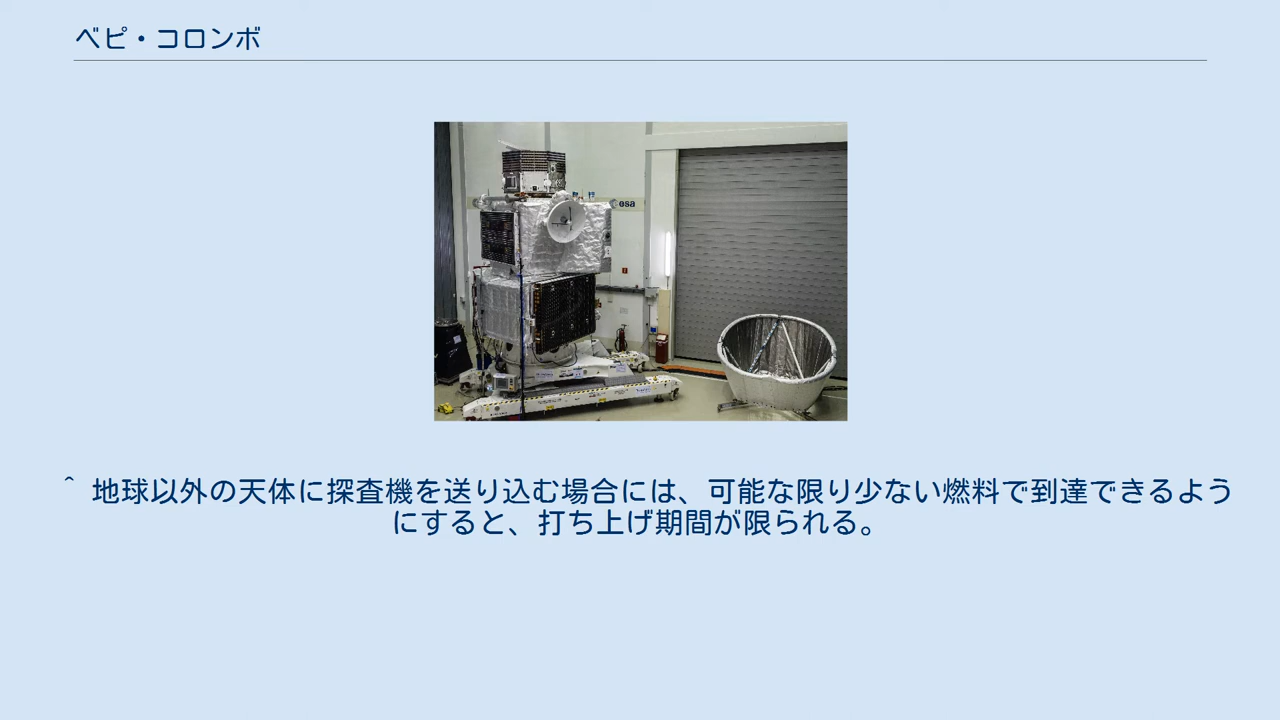 ベピ・コロンボ
esa
^ 地球以外の天体に探査機を送り込む場合には、可能な限り少ない燃料で到達できるよう
にすると、打ち上げ期間が限られる。